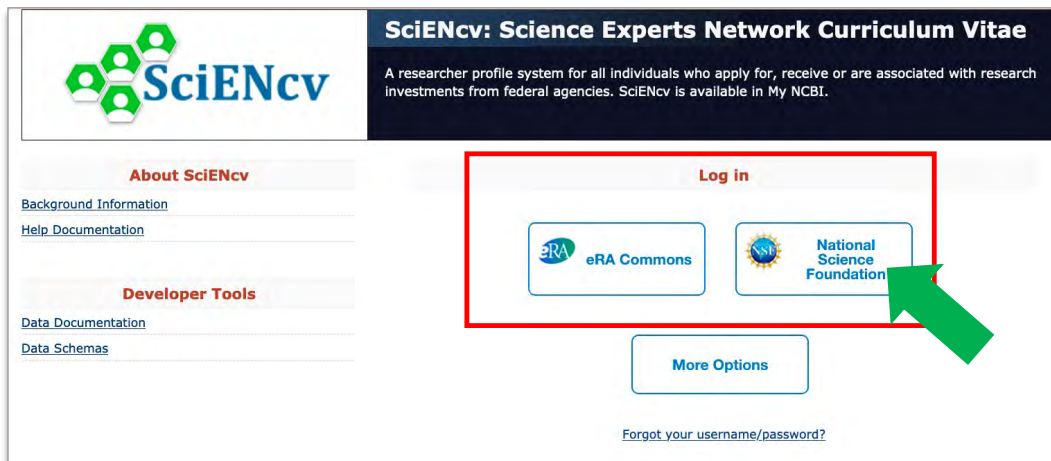 SciENcv
SciENcv: Science Experts Network Curriculum Vitae
A researcher profile system for all individuals who apply for, receive or are associated with research
investments from federal agencies. SciENcv is available in My NCBI.
About SciENcv
Background Information
Help Documentation
Developer Tools
Data Documentation
Data Schemas
Log in
eRA
eRA Commons
NSF
National
Science
Foundation
More Options
Forgot your username/password?